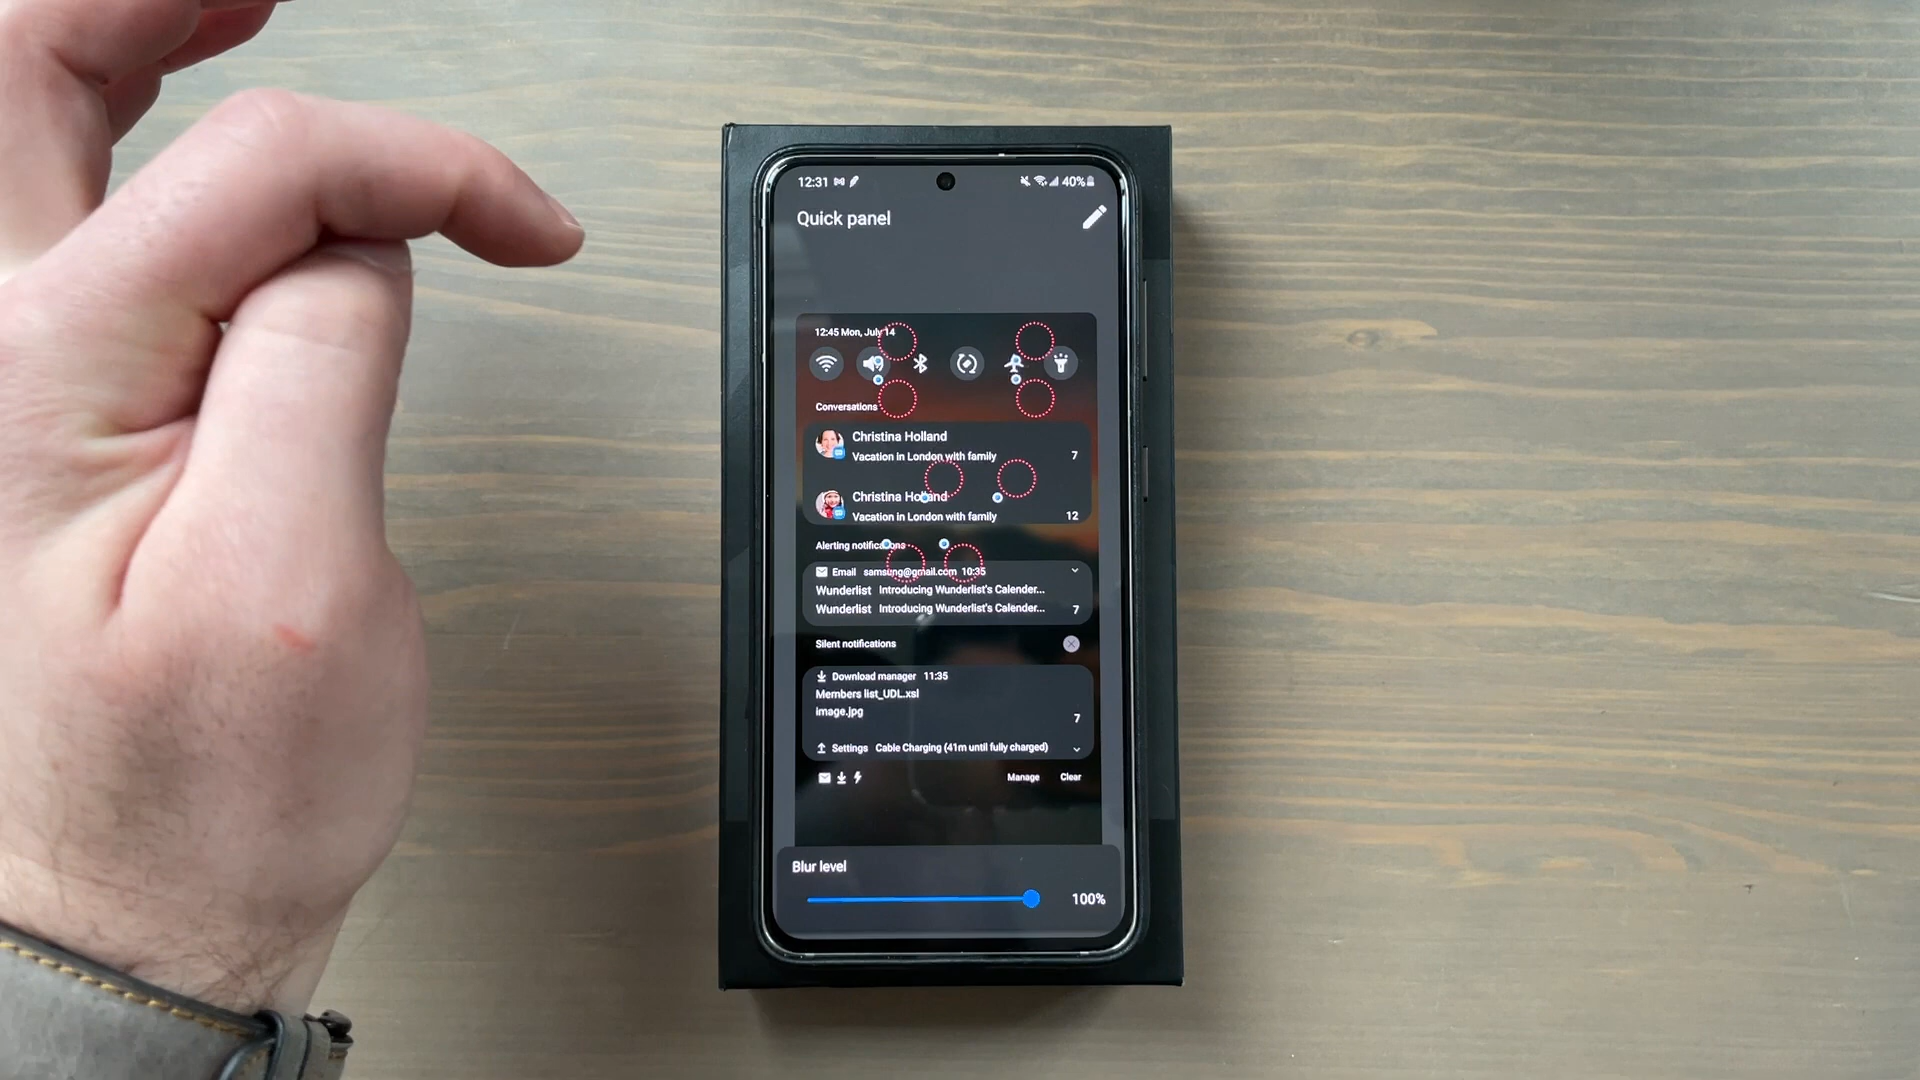 12:31 40%
Quick panel
12:45 Mon, July 14
Conversations
Christina Holland
Vacation in London with family 7
Christina Holland
Vacation in London with family 12
Alerting notifications
Email samsung@gmail.com 10:35
Wunderlist Introducing Wunderlist's Calender...
Wunderlist Introducing Wunderlist's Calender... 7
Silent notifications
Download manager 11:35
Members list_UDL.xsl
image.jpg
7
Settings Cable Charging (41m until fully charged)
Manage Clear
Blur level
100%